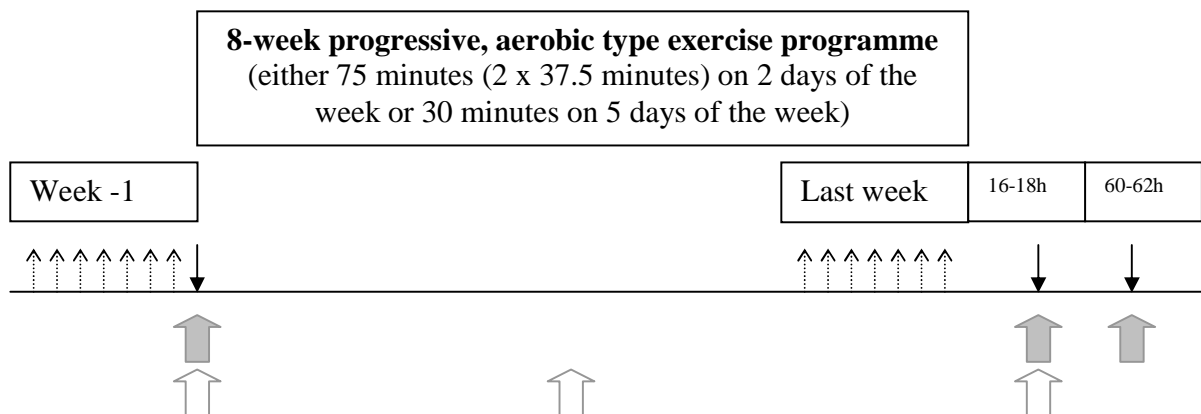 8-week progressive, aerobic type exercise programme
(either 75 minutes (2 x 37.5 minutes) on 2 days of the
week or 30 minutes on 5 days of the week)
Week -1
Last week
16-18h
60-62h